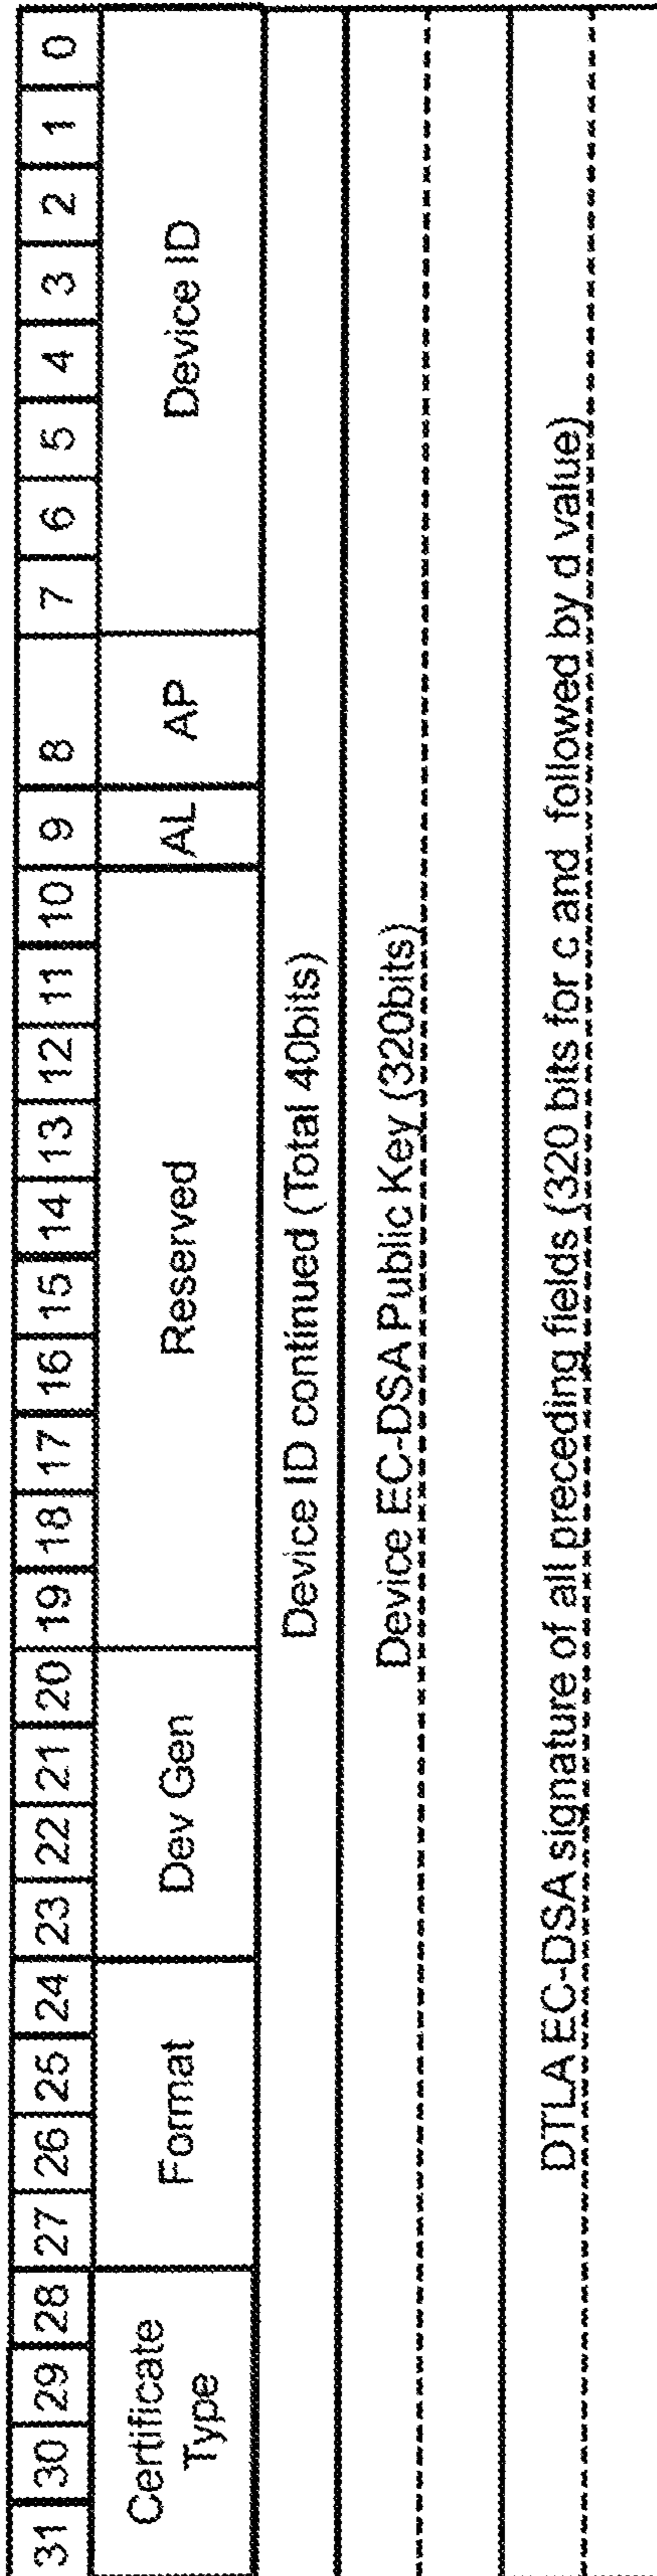 31 30 29 28 27 26 25 24 23 22 21 20 19 18 17 16 15 14 13 12 11 10 9 8 7 6 5 4 3 2 1 0
Certificate Type Format Dev Gen Reserved AL AP Device ID
Device ID continued (Total 40bits)
Device EC-DSA Public Key (320bits)
DTLA EC-DSA signature of all preceding fields (320 bits for c and followed by d value)